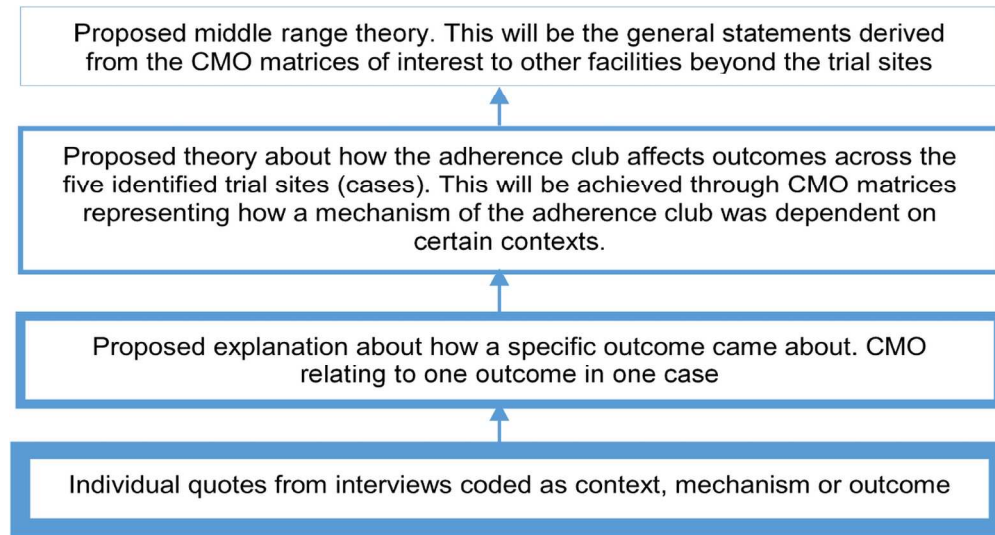 Proposed middle range theory. This will be the general statements derived
from the CMO matrices of interest to other facilities beyond the trial sites
Proposed theory about how the adherence club affects outcomes across the
five identified trial sites (cases). This will be achieved through CMO matrices
representing how a mechanism of the adherence club was dependent on
certain contexts.
Proposed explanation about how a specific outcome came about. CMO
relating to one outcome in one case
Individual quotes from interviews coded as context, mechanism or outcome